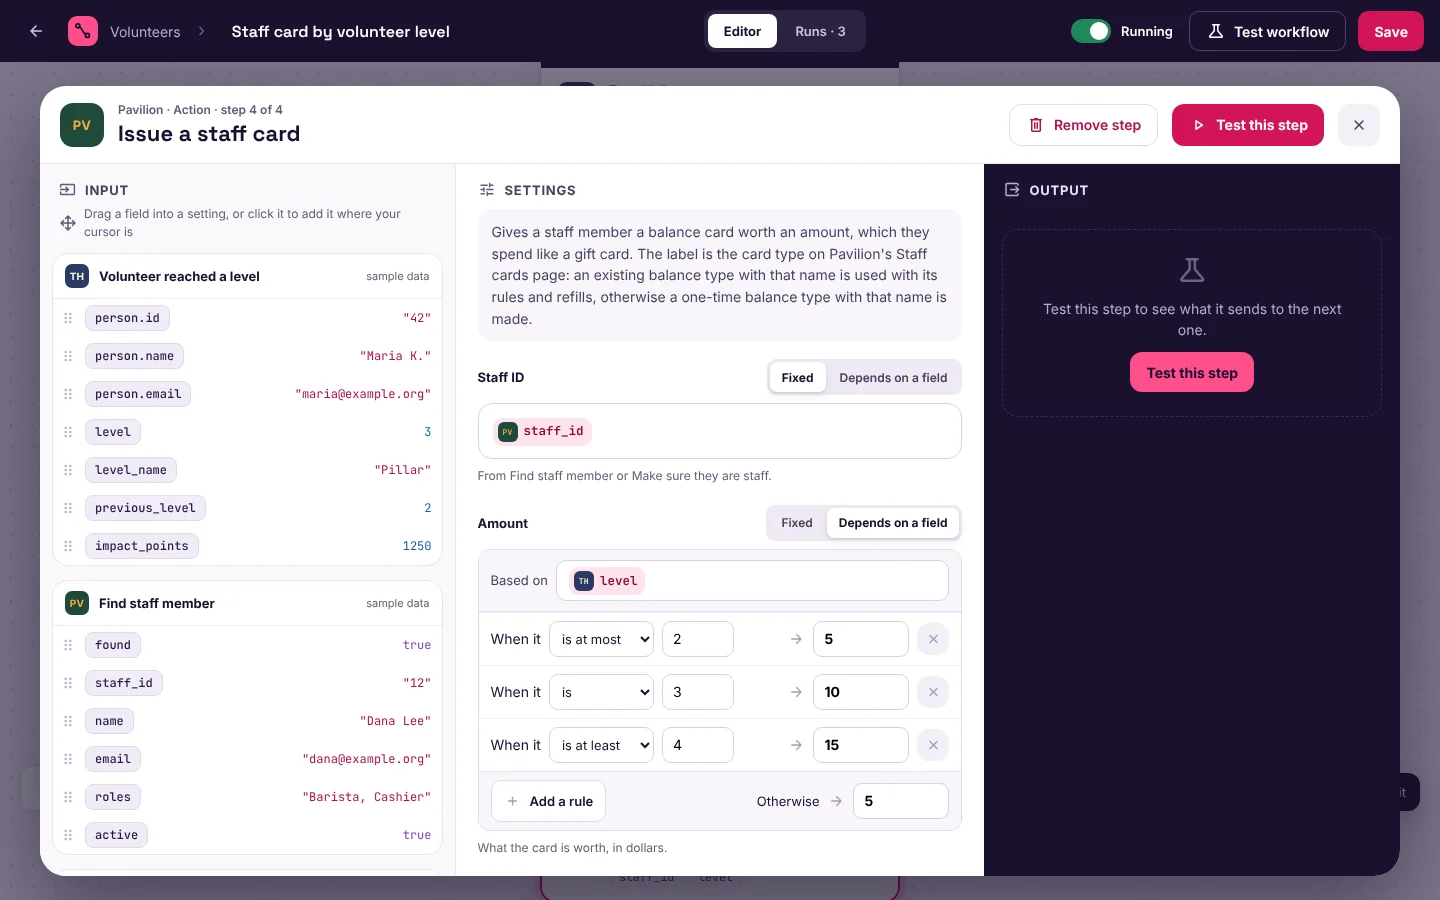 Volunteers
Staff card by volunteer level
Editor
Runs · 3
Running
Test workflow
Save
PV
Pavilion · Action · step 4 of 4
Issue a staff card
Remove step
Test this step
INPUT
Drag a field into a setting, or click it to add it where your
cursor is
TH Volunteer reached a level sample data
person.id "42"
person.name "Maria K."
person.email "maria@example.org"
level 3
level_name "Pillar"
previous_level 2
impact_points 1250
PV Find staff member sample data
found true
staff_id "12"
name "Dana Lee"
email "dana@example.org"
roles "Barista, Cashier"
active true
SETTINGS
Gives a staff member a balance card worth an amount, which they
spend like a gift card. The label is the card type on Pavilion's Staff
cards page: an existing balance type with that name is used with its
rules and refills, otherwise a one-time balance type with that name is
made.
Staff ID Fixed Depends on a field
PV staff_id
From Find staff member or Make sure they are staff.
Amount Fixed Depends on a field
Based on TH level
When it is at most 2 → 5
When it is 3 → 10
When it is at least 4 → 15
+ Add a rule Otherwise → 5
What the card is worth, in dollars.
OUTPUT
Test this step to see what it sends to the next
one.
Test this step
it